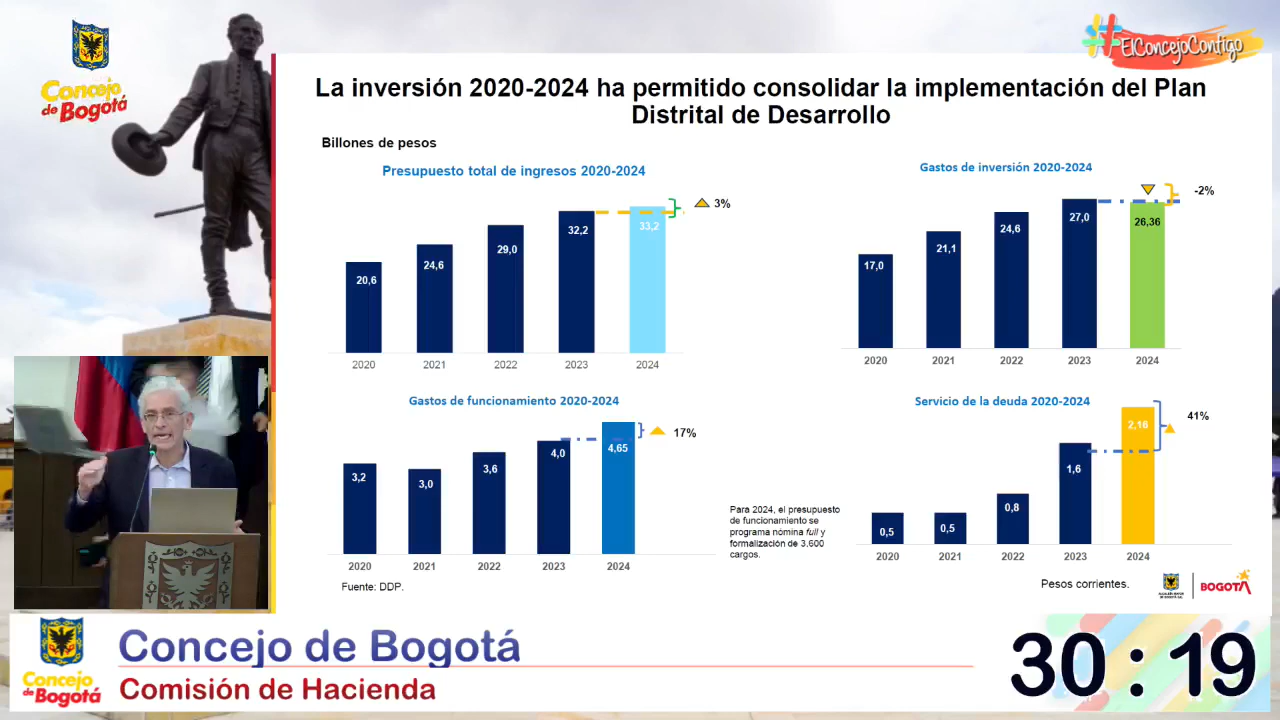 Concejo
de Bogotá
#ElConcejoContigo
La inversión 2020-2024 ha permitido consolidar la implementación del Plan
Distrital de Desarrollo
Billones de pesos
Presupuesto total de ingresos 2020-2024
20,6
24,6
29,0
32,2
33,2
3%
2020
2021
2022
2023
2024
Gastos de inversión 2020-2024
17,0
21,1
24,6
27,0
26,36
-2%
2020
2021
2022
2023
2024
Gastos de funcionamiento 2020-2024
3,2
3,0
3,6
4,0
4,65
17%
2020
2021
2022
2023
2024
Fuente: DDP.
Para 2024, el presupuesto
de funcionamiento se
programa nómina full y
formalización de 3.600
cargos.
Servicio de la deuda 2020-2024
0,5
0,5
0,8
1,6
2,16
41%
2020
2021
2022
2023
2024
Pesos corrientes.
ALCALDÍA MAYOR
DE BOGOTÁ D.C.
BOGOTÁ
Concejo
de Bogotá
Concejo de Bogotá
Comisión de Hacienda
30:19